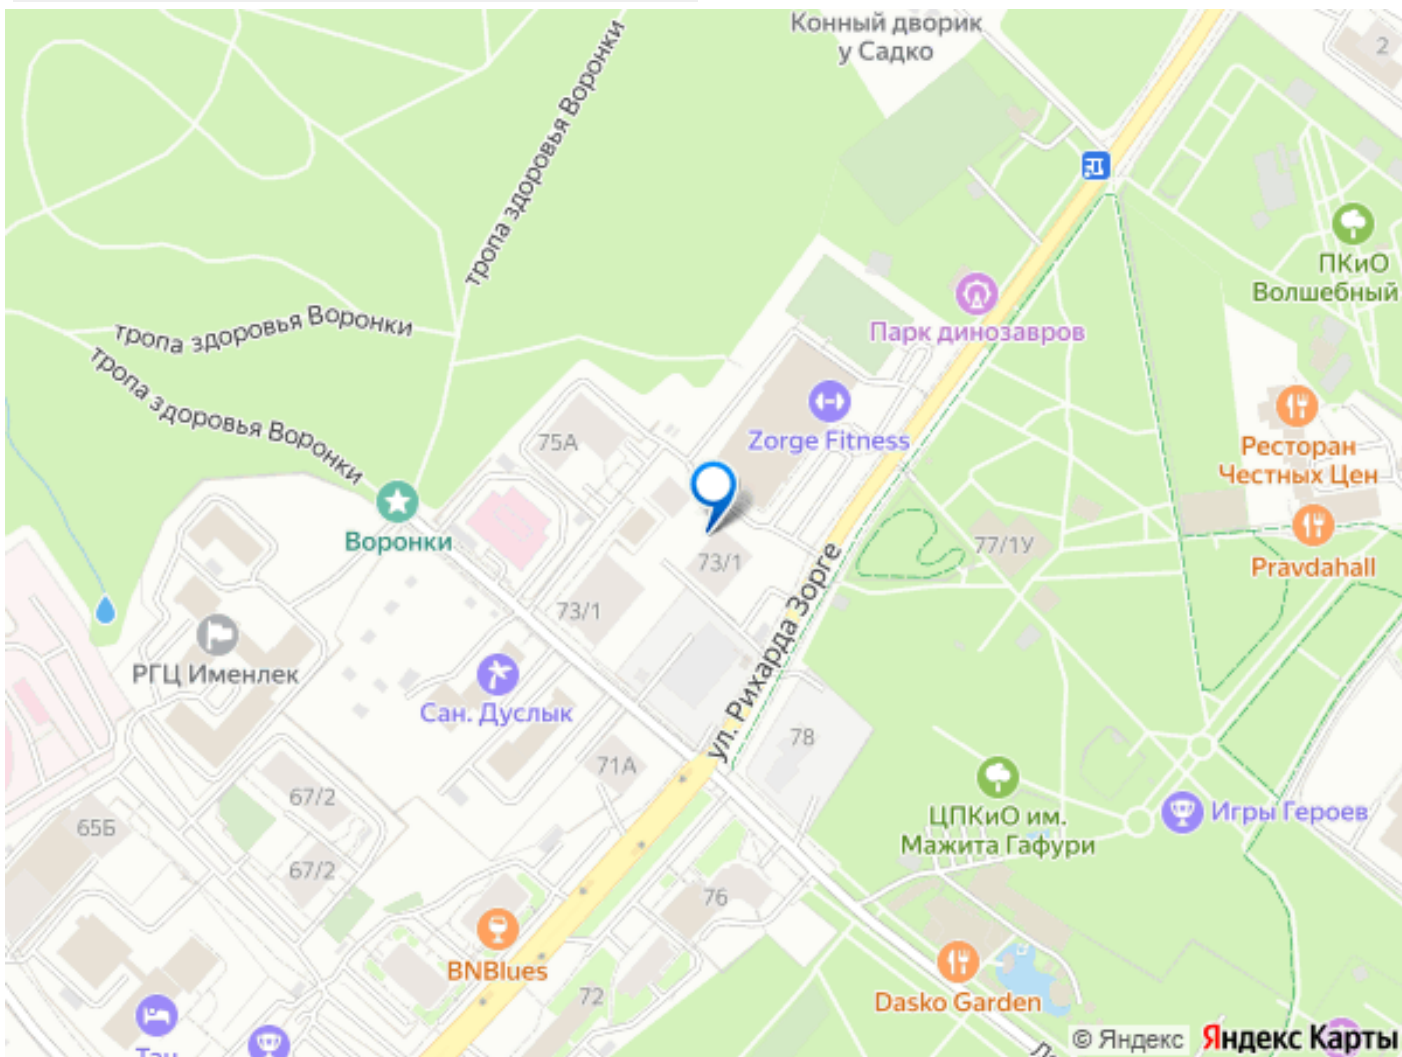 Конный дворик
у Садко
2
тропа здоровья Воронки
ПКиО
Волшебный
тропа здоровья Воронки
Парк динозавров
тропа здоровья Воронки
75А
Zorge Fitness
Ресторан
Честных Цен
Воронки
73/1
77/1У
Pravdahall
73/1
ул. Рихарда Зорге
РГЦ Именлек
Сан. Дуслык
78
71А
67/2
ЦПКиО им.
Мажита Гафури
Игры Героев
65Б
67/2
76
BNBlues
72
Dasko Garden
© Яндекс Яндекс Карты